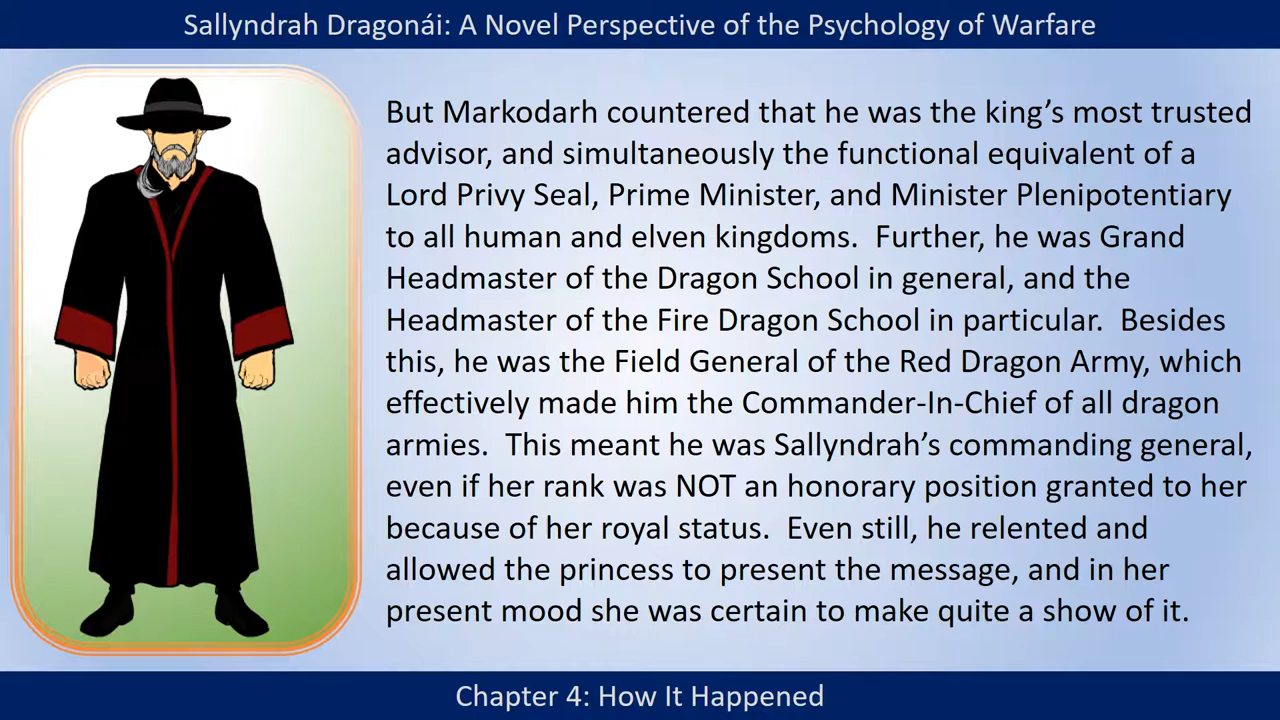 Sallyndrah Dragonái: A Novel Perspective of the Psychology of Warfare
But Markodarh countered that he was the king’s most trusted
advisor, and simultaneously the functional equivalent of a
Lord Privy Seal, Prime Minister, and Minister Plenipotentiary
to all human and elven kingdoms.  Further, he was Grand
Headmaster of the Dragon School in general, and the
Headmaster of the Fire Dragon School in particular.  Besides
this, he was the Field General of the Red Dragon Army, which
effectively made him the Commander-In-Chief of all dragon
armies.  This meant he was Sallyndrah’s commanding general,
even if her rank was NOT an honorary position granted to her
because of her royal status.  Even still, he relented and
allowed the princess to present the message, and in her
present mood she was certain to make quite a show of it.
Chapter 4: How It Happened